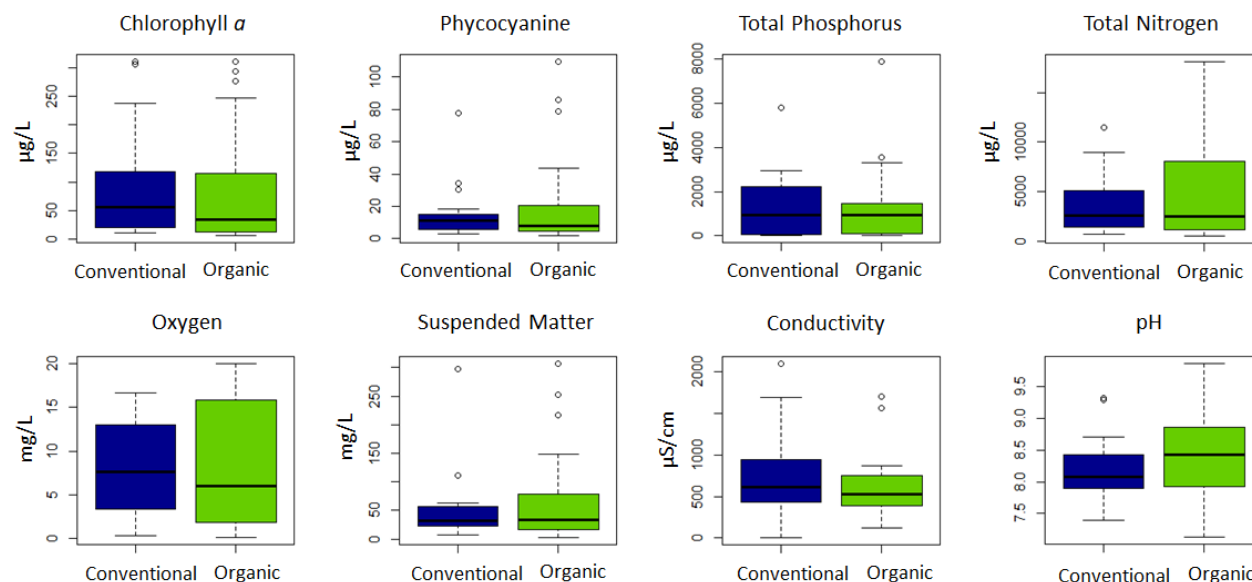 Chlorophyll a
µg/L
250
150
50
0
Conventional Organic
Phycocyanine
µg/L
100
80
60
40
20
0
Conventional Organic
Total Phosphorus
µg/L
8000
6000
4000
2000
0
Conventional Organic
Total Nitrogen
µg/L
10000
5000
0
Conventional Organic
Oxygen
mg/L
20
15
10
5
0
Conventional Organic
Suspended Matter
mg/L
250
150
50
0
Conventional Organic
Conductivity
µS/cm
2000
1000
500
0
Conventional Organic
pH
9.5
9.0
8.5
8.0
7.5
Conventional Organic